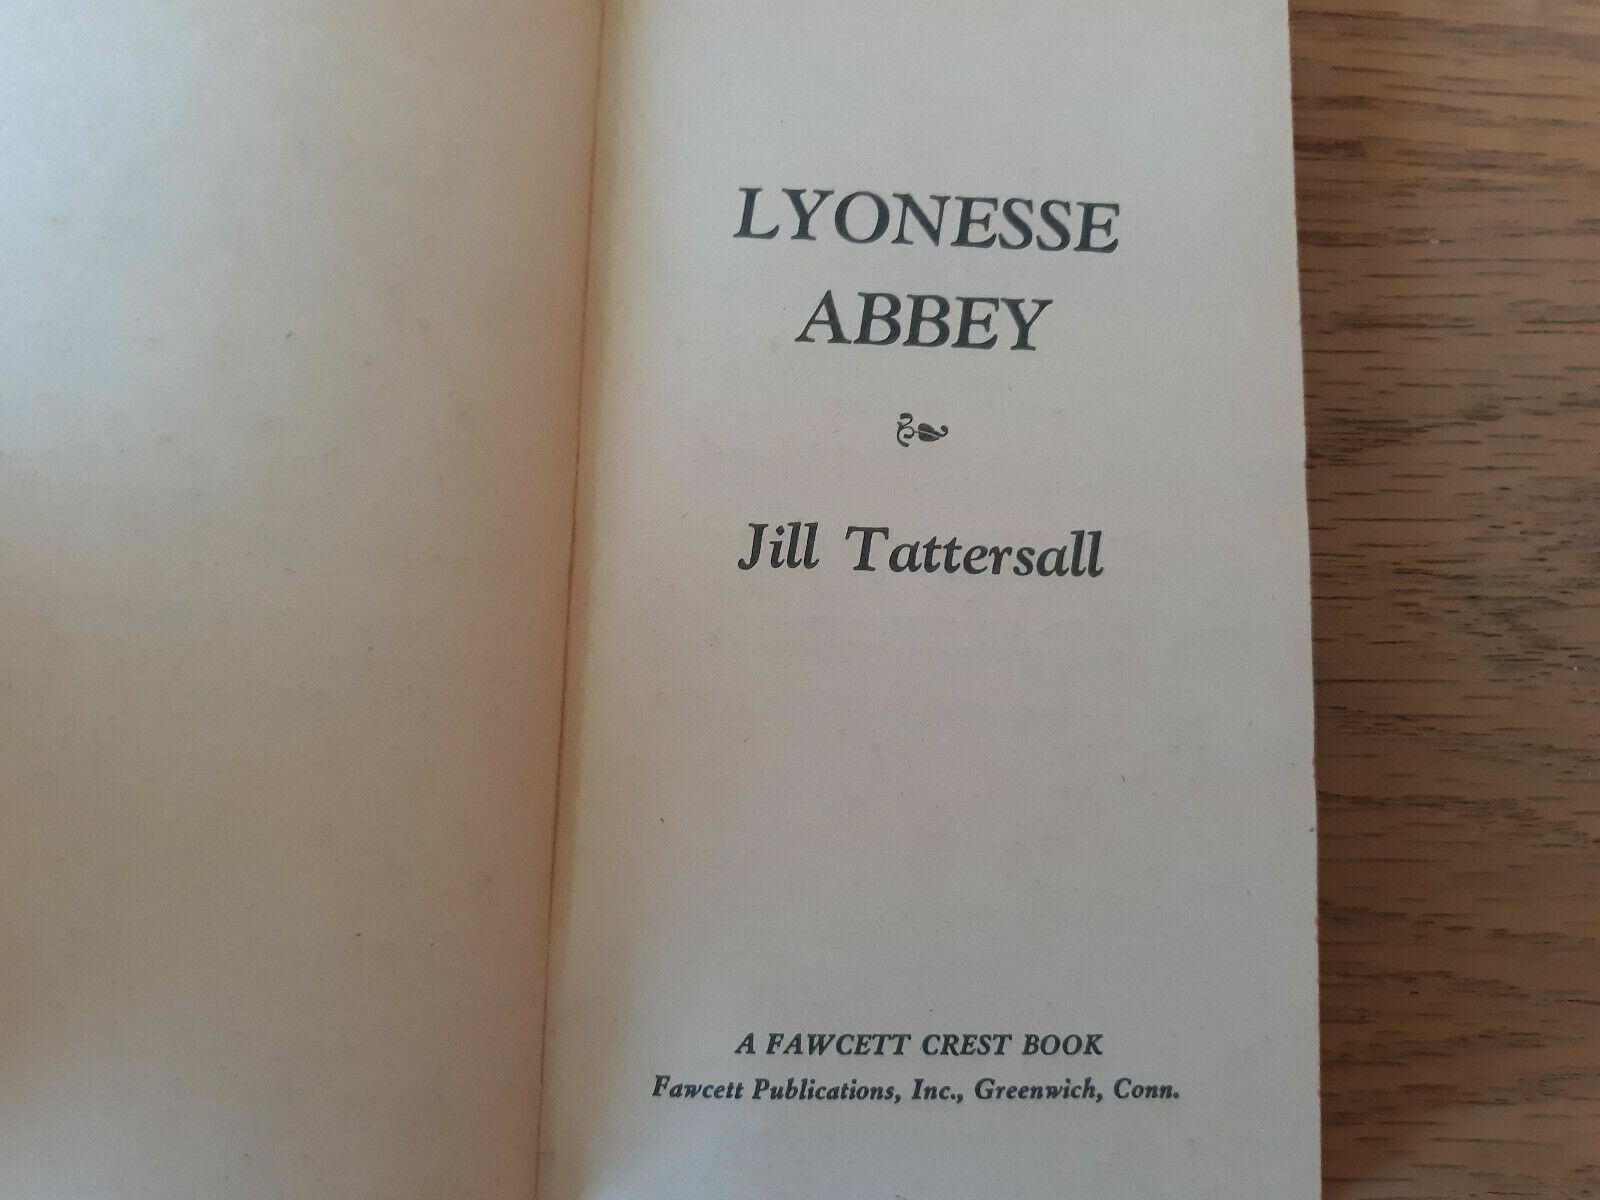 LYONESSE
ABBEY
Jill Tattersall
A FAWCETT CREST BOOK
Fawcett Publications, Inc., Greenwich, Conn.